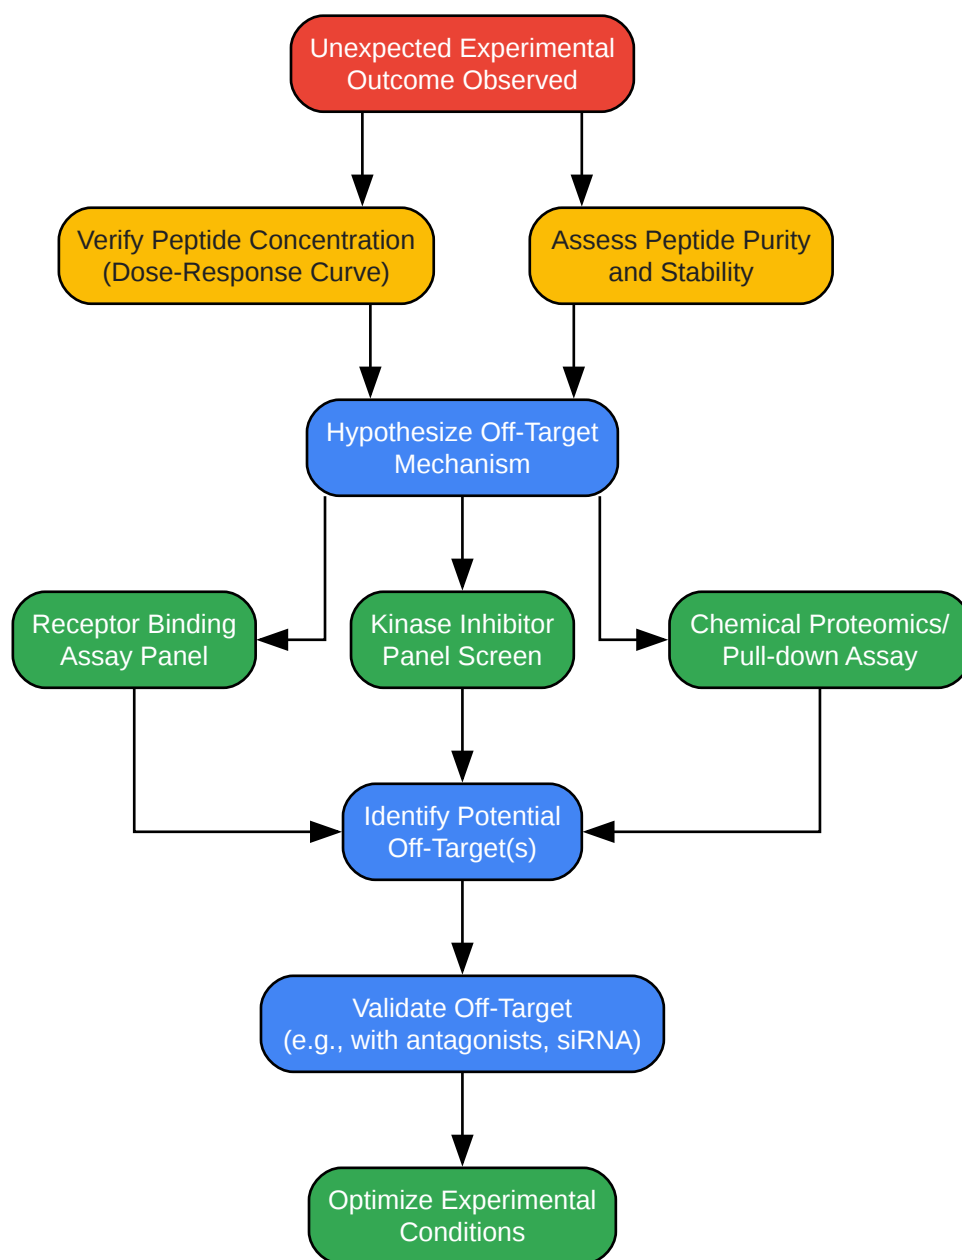 Unexpected Experimental
Outcome Observed
Verify Peptide Concentration
(Dose-Response Curve)
Assess Peptide Purity
and Stability
Hypothesize Off-Target
Mechanism
Receptor Binding
Assay Panel
Kinase Inhibitor
Panel Screen
Chemical Proteomics/
Pull-down Assay
Identify Potential
Off-Target(s)
Validate Off-Target
(e.g., with antagonists, siRNA)
Optimize Experimental
Conditions